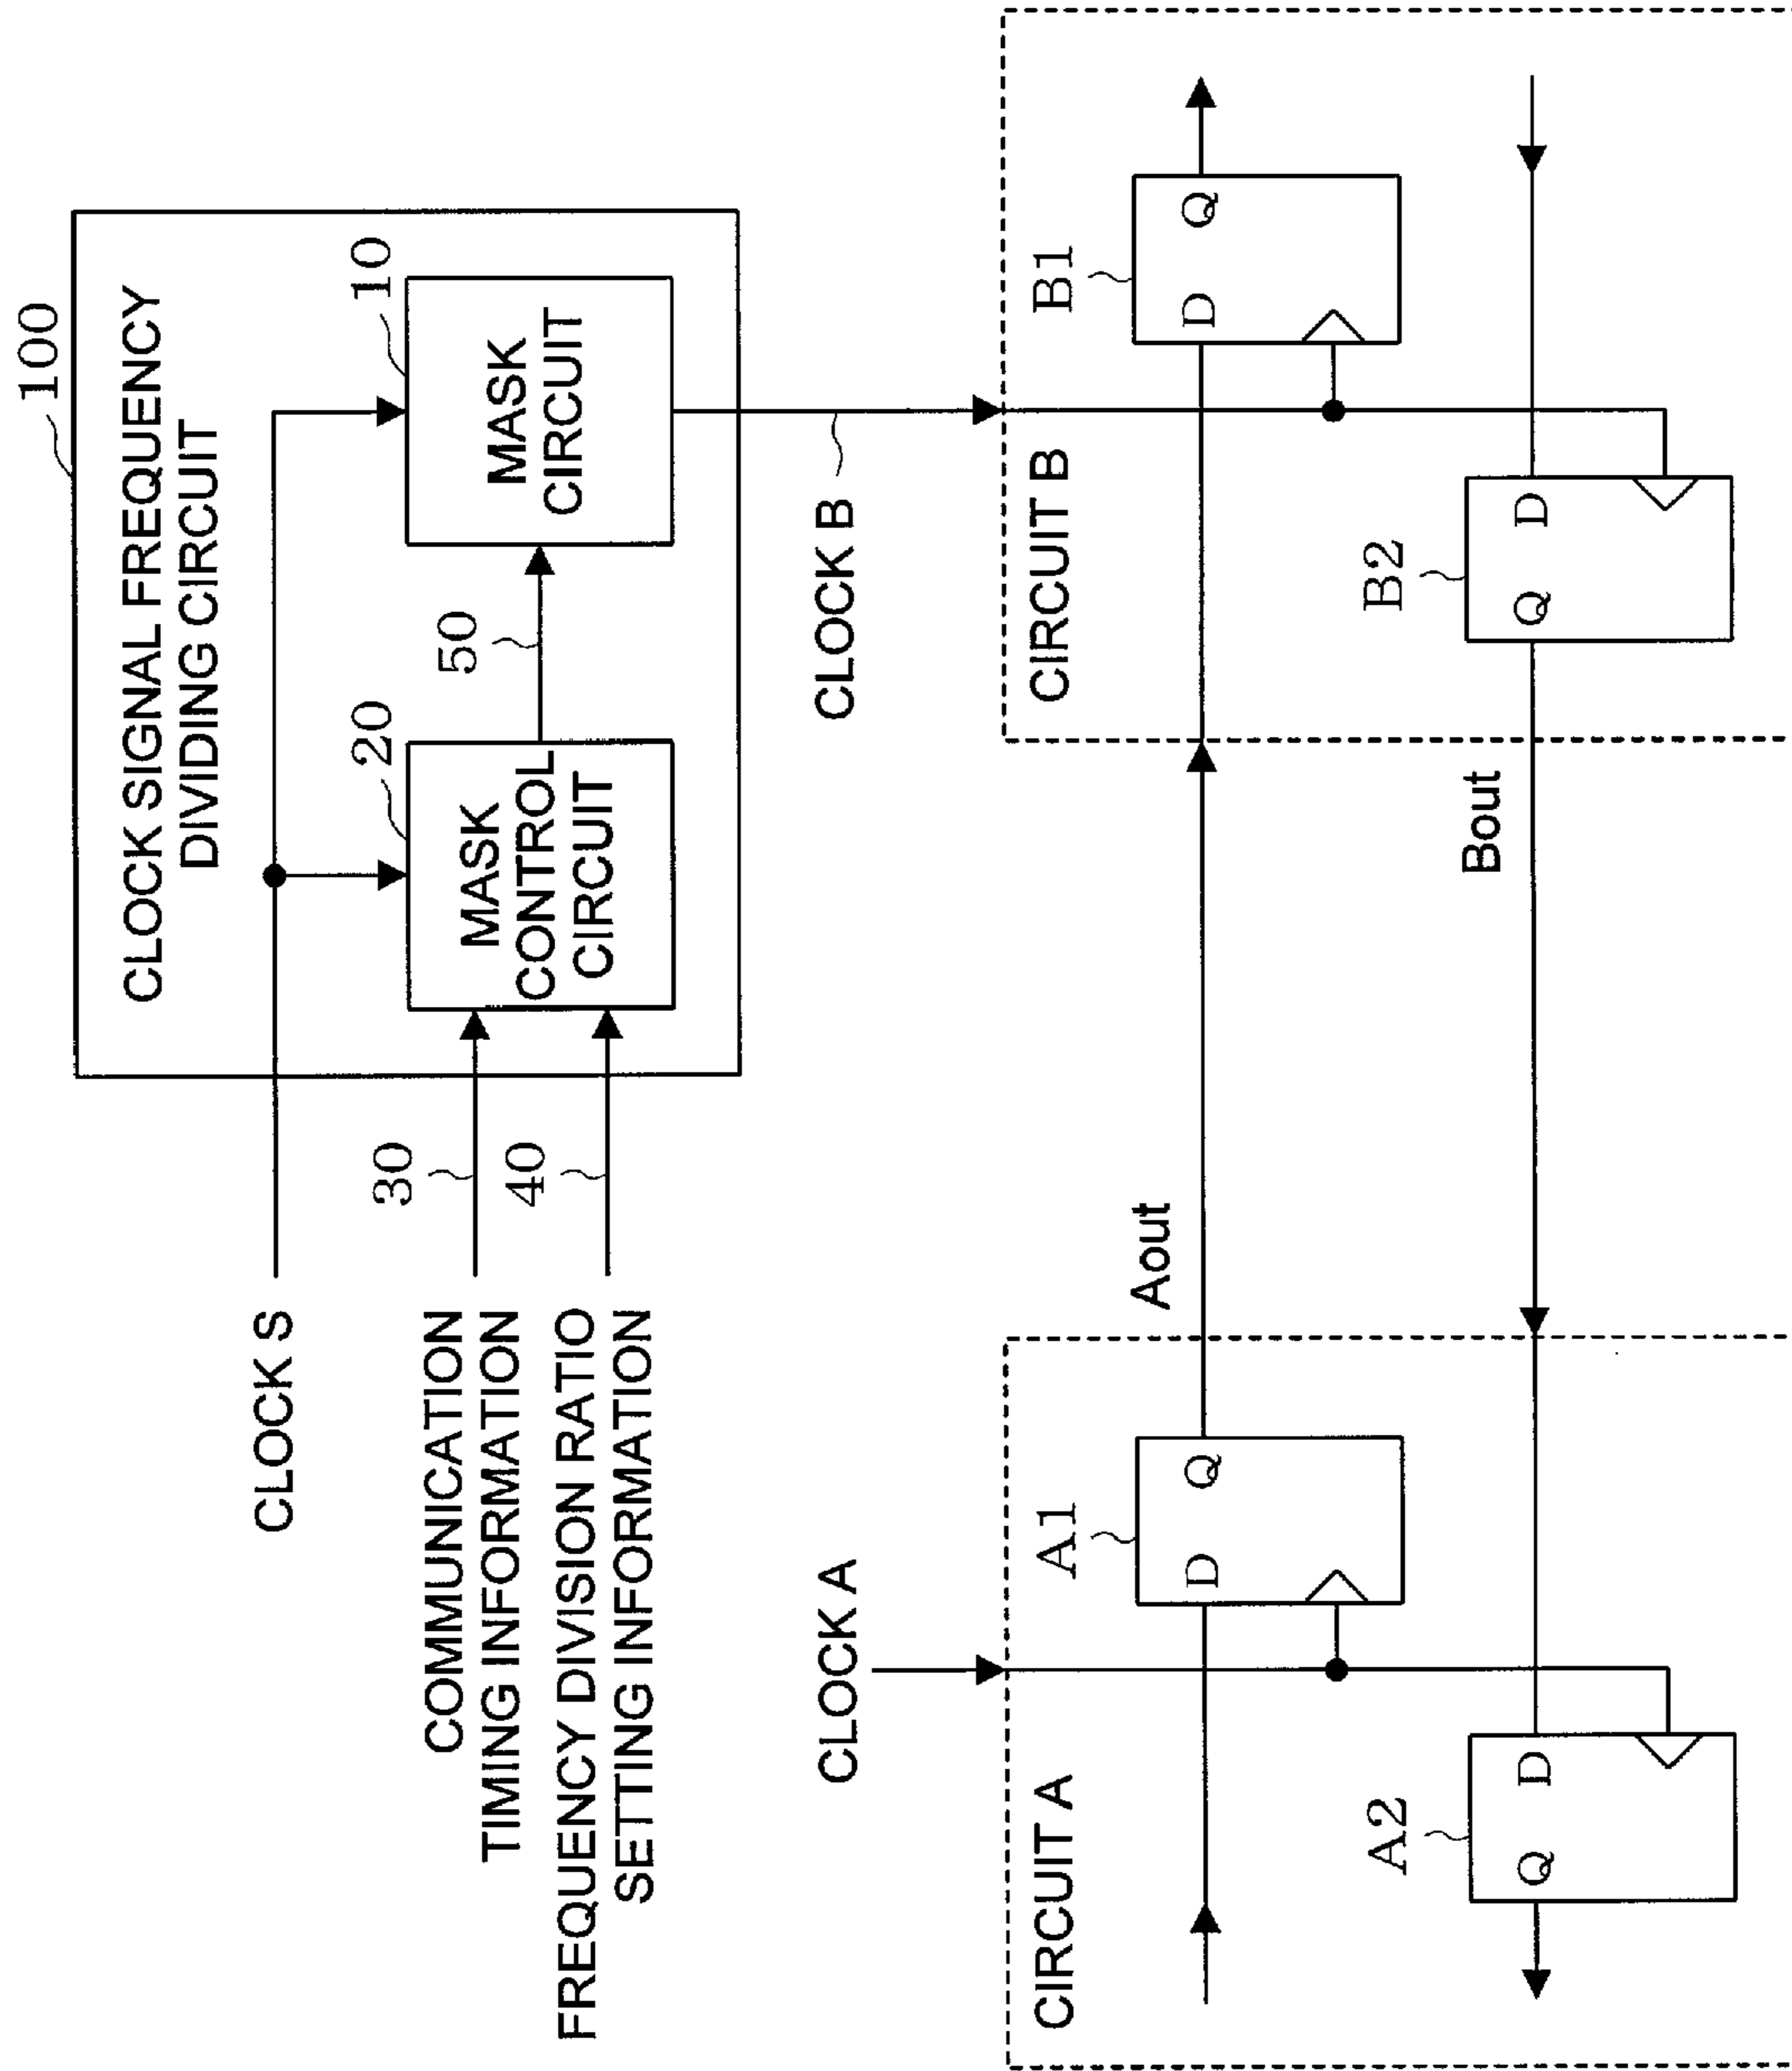 100
CLOCK SIGNAL FREQUENCY
DIVIDING CIRCUIT
CLOCK S
20
10
MASK
CONTROL
CIRCUIT
50
MASK
CIRCUIT
COMMUNICATION
TIMING INFORMATION
30
FREQUENCY DIVISION RATIO
SETTING INFORMATION
40
CLOCK A
CLOCK B
CIRCUIT A
A1
D
Q
Aout
CIRCUIT B
B1
D
Q
A2
Q
D
Bout
B2
Q
D